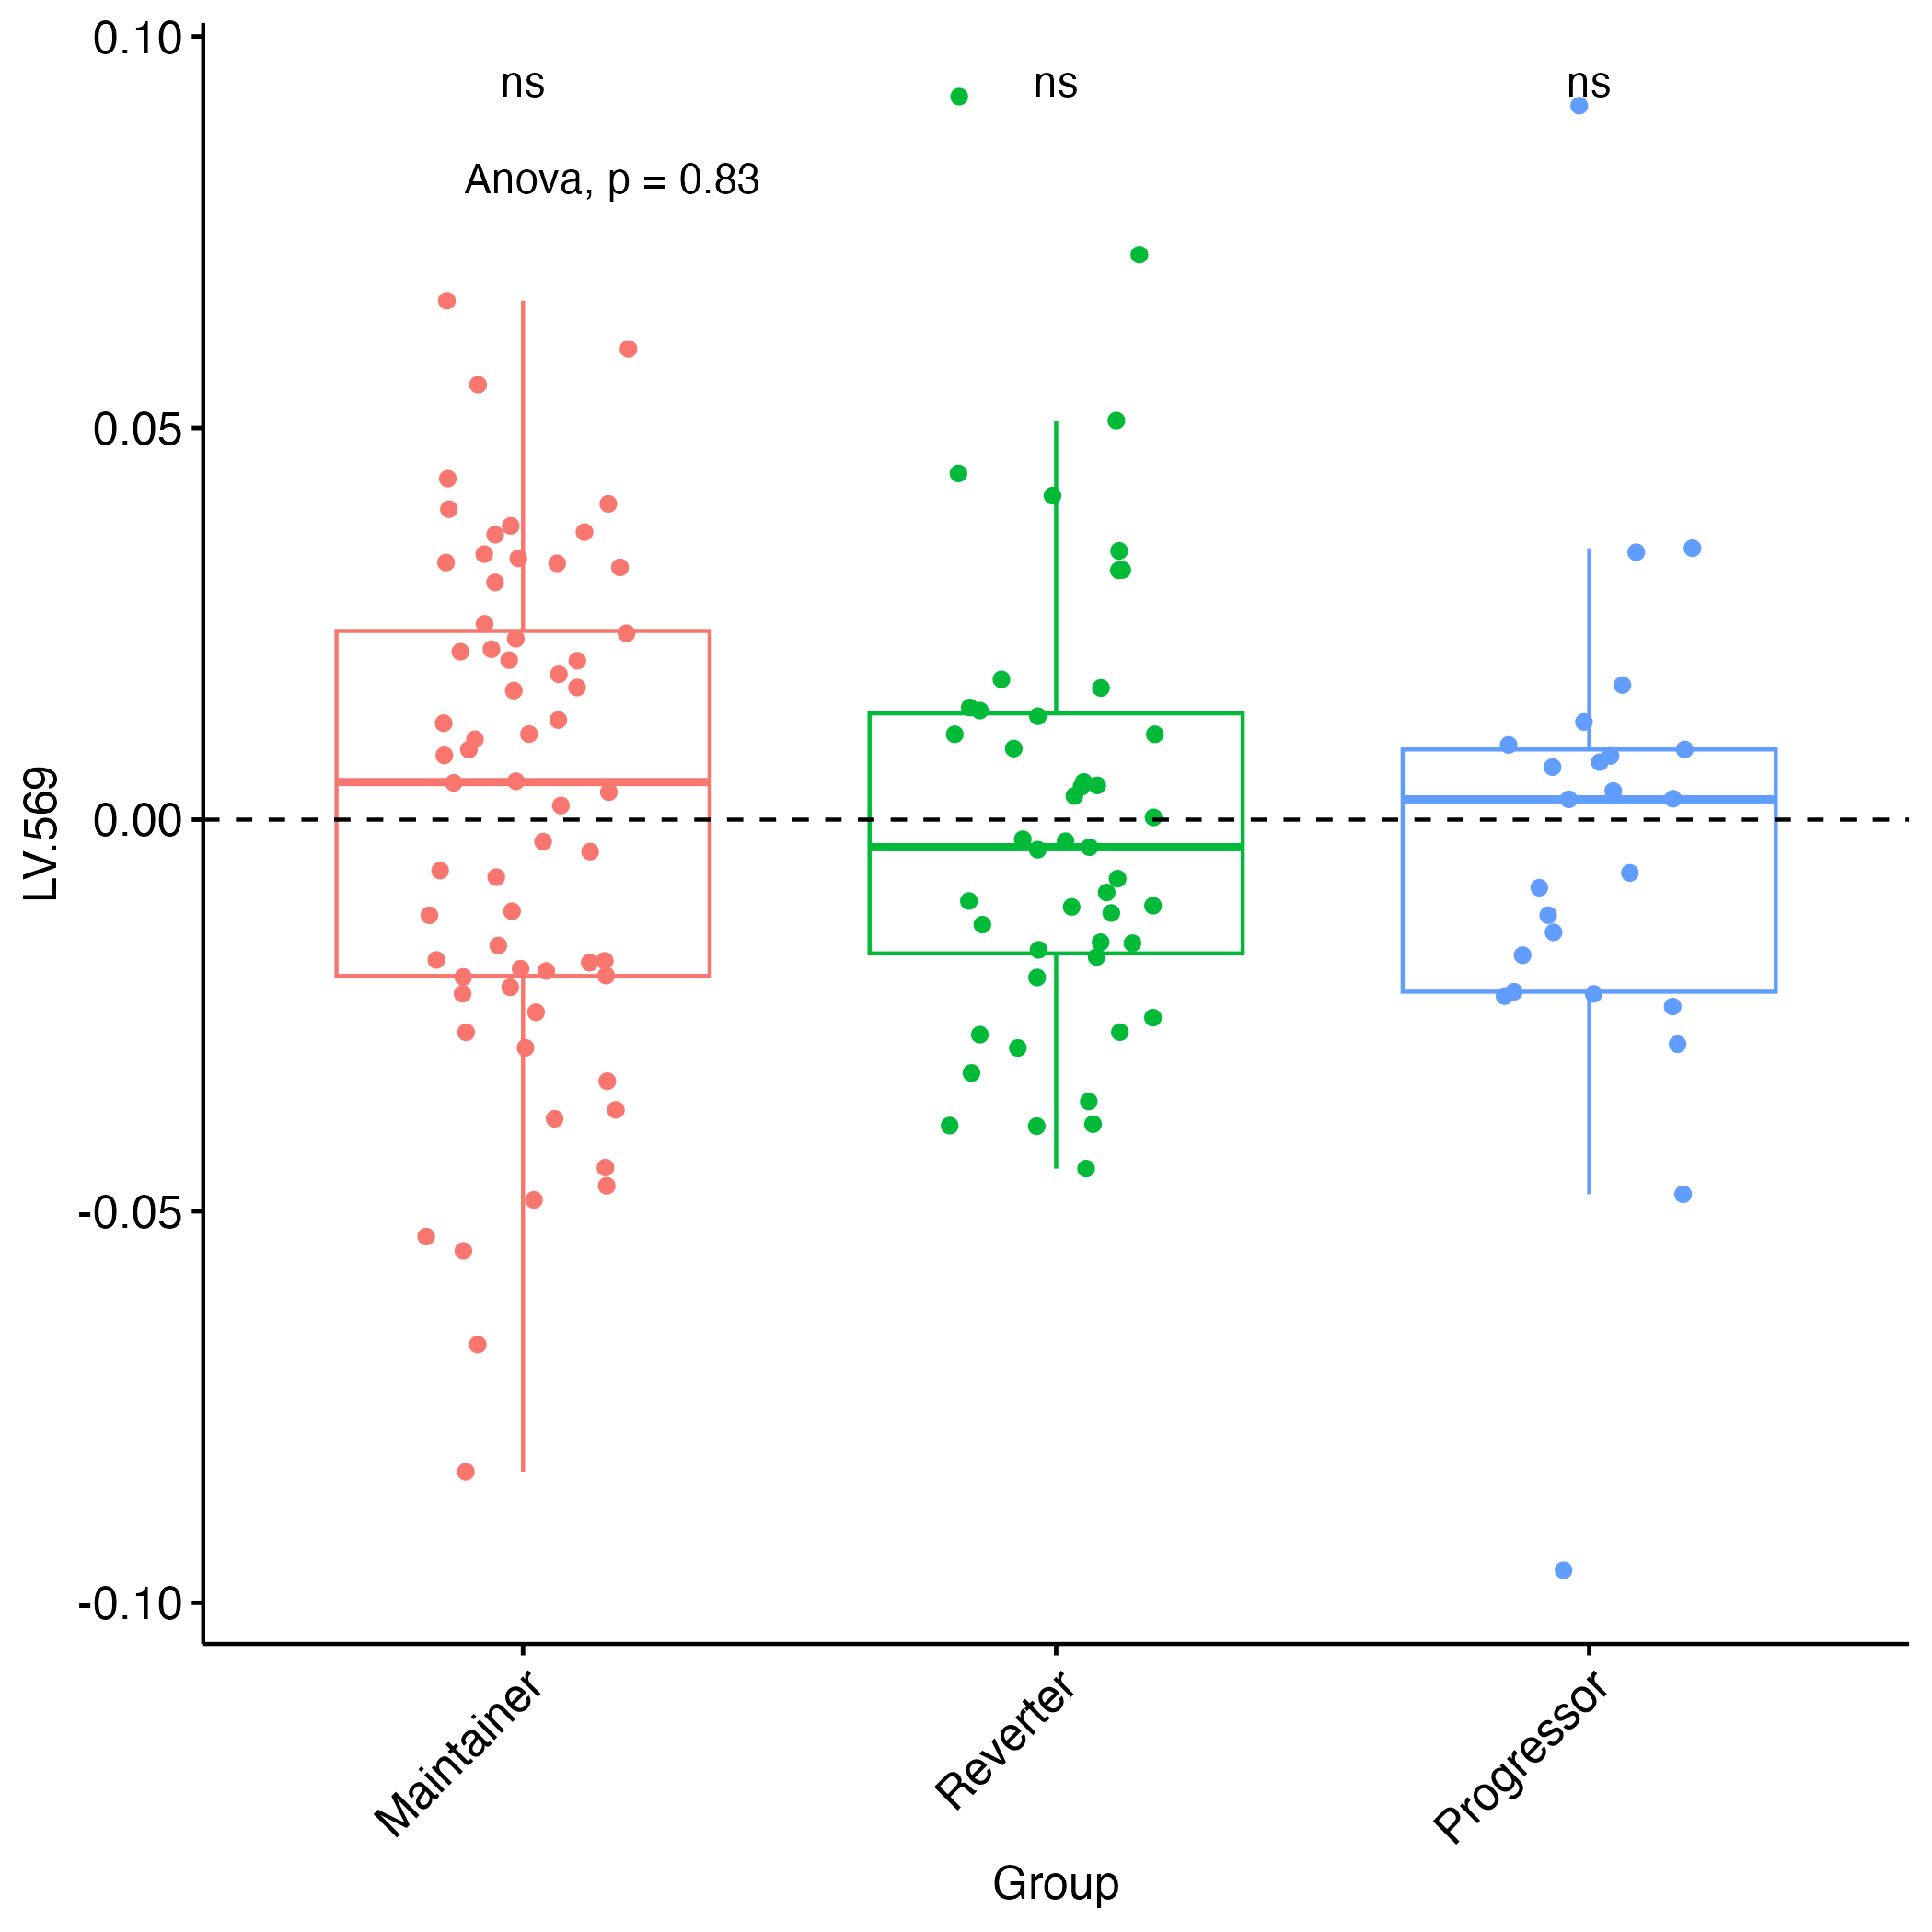 0.10
0.05
0.00
-0.05
-0.10
LV.569
ns
ns
ns
Anova, p = 0.83
Maintainer
Reverter
Progressor
Group